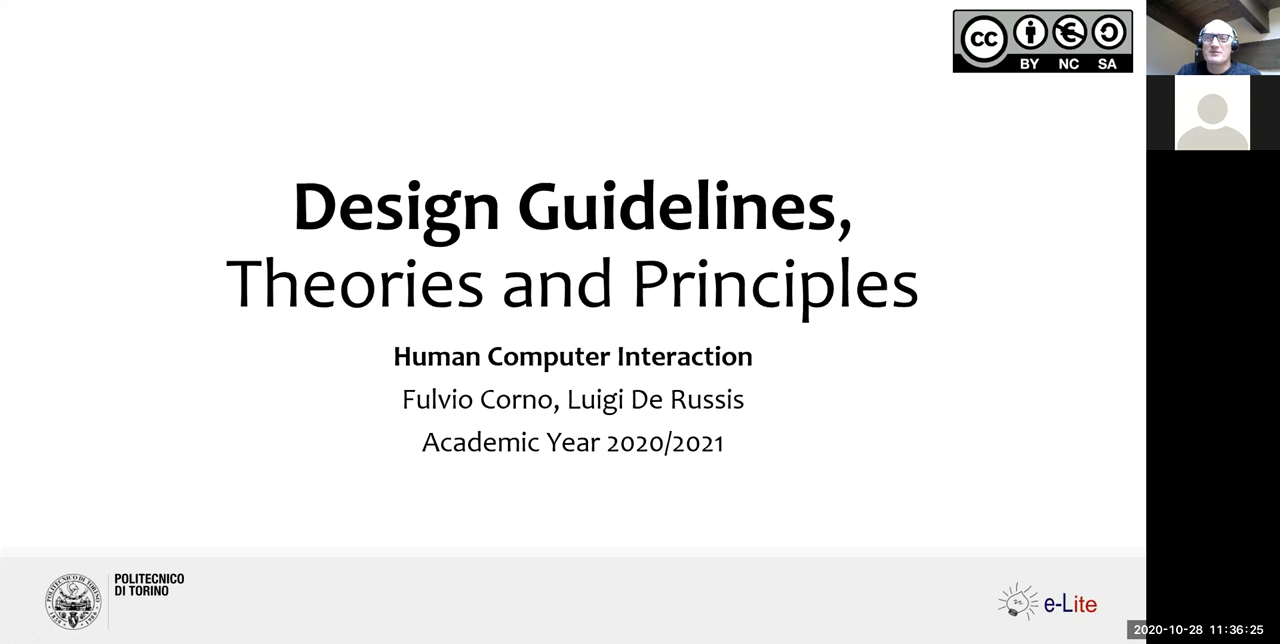 cc
BY NC SA
Design Guidelines,
Theories and Principles
Human Computer Interaction
Fulvio Corno, Luigi De Russis
Academic Year 2020/2021
POLITECNICO
DI TORINO
e-Lite
2020-10-28 11:36:25